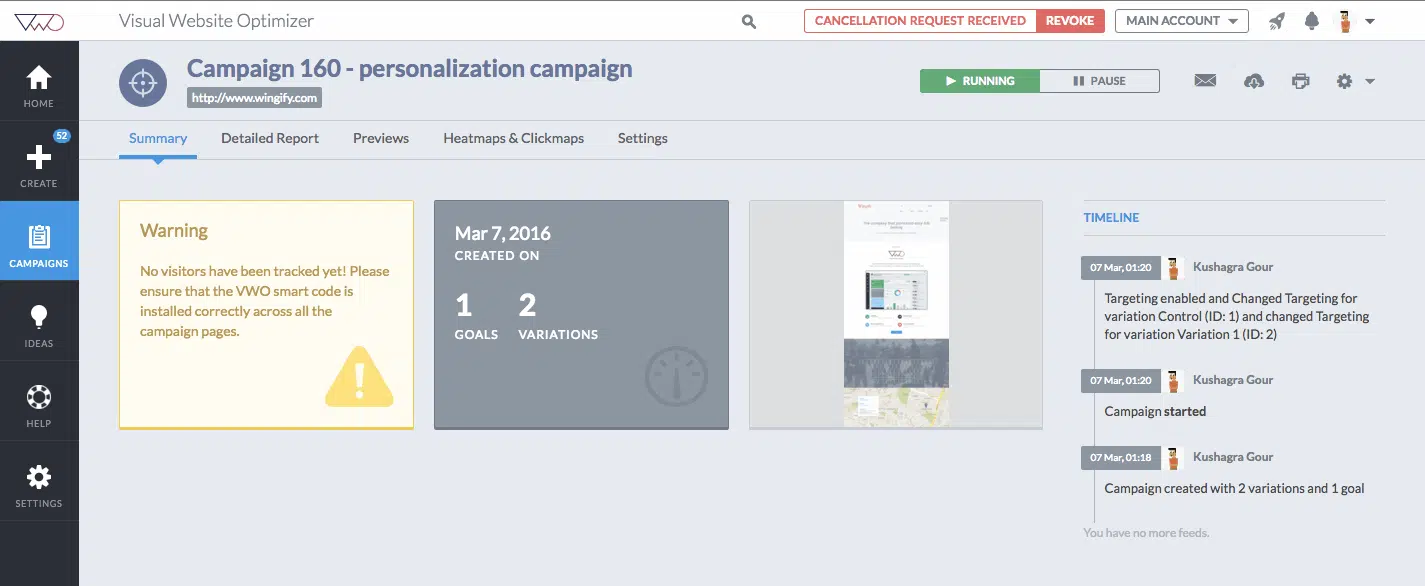 VWO
Visual Website Optimizer
CANCELLATION REQUEST RECEIVED REVOKE
MAIN ACCOUNT
HOME
52
CREATE
CAMPAIGNS
IDEAS
HELP
SETTINGS
Campaign 160 - personalization campaign
http://www.wingify.com
RUNNING PAUSE
Summary Detailed Report Previews Heatmaps & Clickmaps Settings
Warning
No visitors have been tracked yet! Please
ensure that the VWO smart code is
installed correctly across all the
campaign pages.
Mar 7, 2016
CREATED ON
1 2
GOALS VARIATIONS
TIMELINE
07 Mar, 01:20 Kushagra Gour
Targeting enabled and Changed Targeting for
variation Control (ID: 1) and changed Targeting
for variation Variation 1 (ID: 2)
07 Mar, 01:20 Kushagra Gour
Campaign started
07 Mar, 01:18 Kushagra Gour
Campaign created with 2 variations and 1 goal
You have no more feeds.